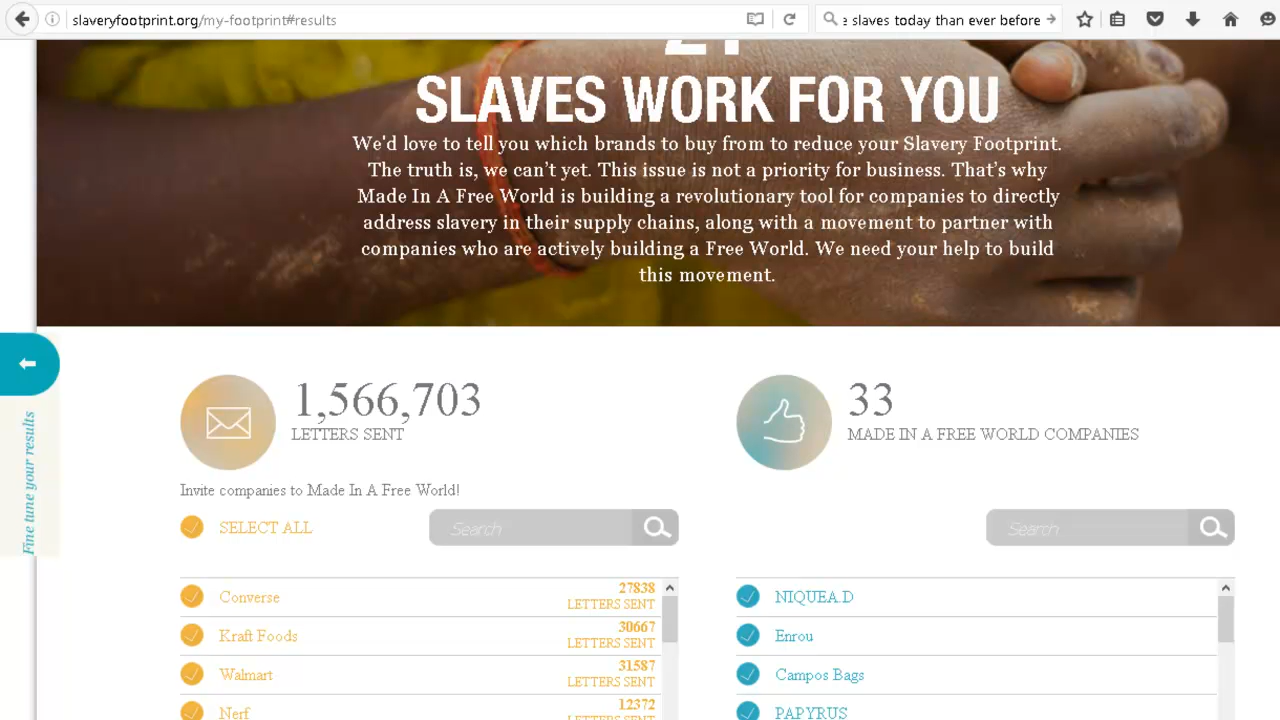 slaveryfootprint.org/my-footprint#results
slaves today than ever before
SLAVES WORK FOR YOU
We'd love to tell you which brands to buy from to reduce your Slavery Footprint.
The truth is, we can't yet. This issue is not a priority for business. That's why
Made In A Free World is building a revolutionary tool for companies to directly
address slavery in their supply chains, along with a movement to partner with
companies who are actively building a Free World. We need your help to build
this movement.
Fine tune your results
1,566,703
LETTERS SENT
Invite companies to Made In A Free World!
SELECT ALL
Search
Converse
27838
LETTERS SENT
Kraft Foods
30667
LETTERS SENT
Walmart
31587
LETTERS SENT
Nerf
12372
LETTERS SENT
33
MADE IN A FREE WORLD COMPANIES
Search
NIQUEA.D
Enrou
Campos Bags
PAPYRUS